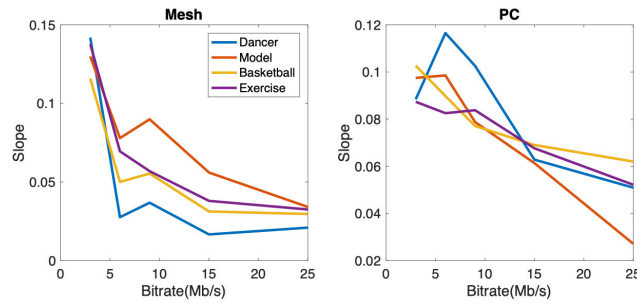 Mesh
0.15
0.1
0.05
0
Slope
0 5 10 15 20 25
Bitrate(Mb/s)
Dancer
Model
Basketball
Exercise
PC
0.12
0.1
0.08
0.06
0.04
0.02
Slope
0 5 10 15 20 25
Bitrate(Mb/s)